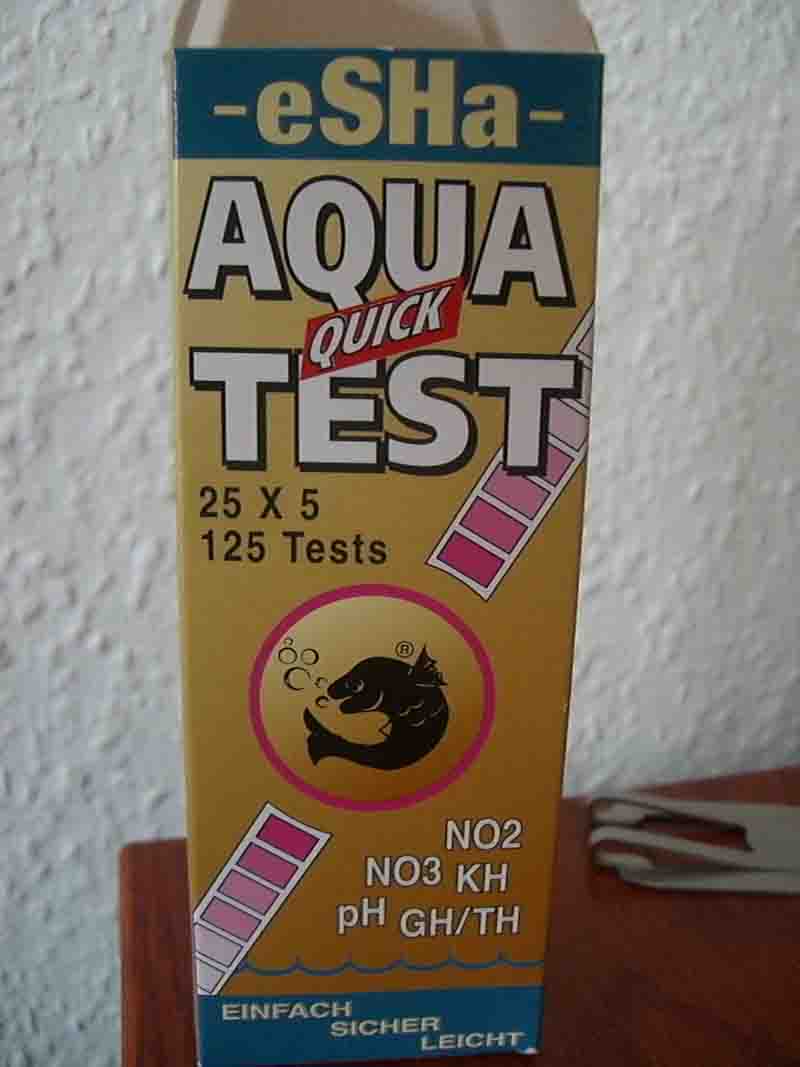 -eSHa-
AQUA
QUICK
TEST
25 X 5
125 Tests
®
NO2
NO3 KH
pH GH/TH
EINFACH
SICHER
LEICHT